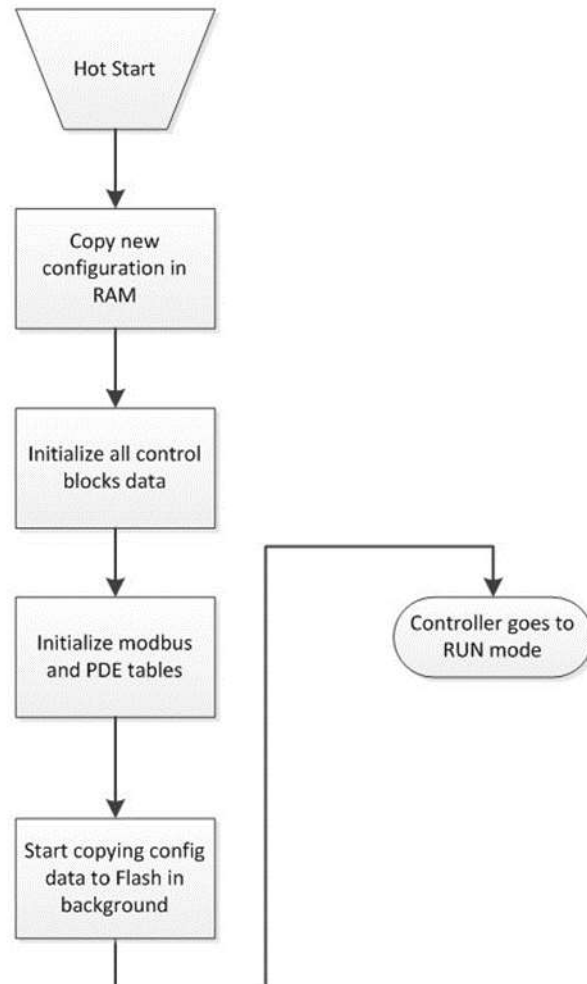 Hot Start
Copy new
configuration in
RAM
Initialize all control
blocks data
Initialize modbus
and PDE tables
Start copying config
data to Flash in
background
Controller goes to
RUN mode